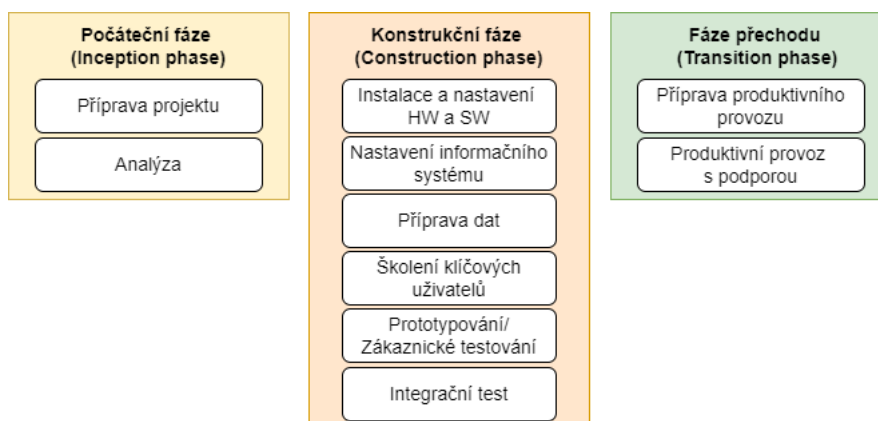 Počáteční fáze
(Inception phase)
Příprava projektu
Analýza
Konstrukční fáze
(Construction phase)
Instalace a nastavení
HW a SW
Nastavení informačního
systému
Příprava dat
Školení klíčových
uživatelů
Prototypování/
Zákaznické testování
Integrační test
Fáze přechodu
(Transition phase)
Příprava produktivního
provozu
Produktivní provoz
s podporou